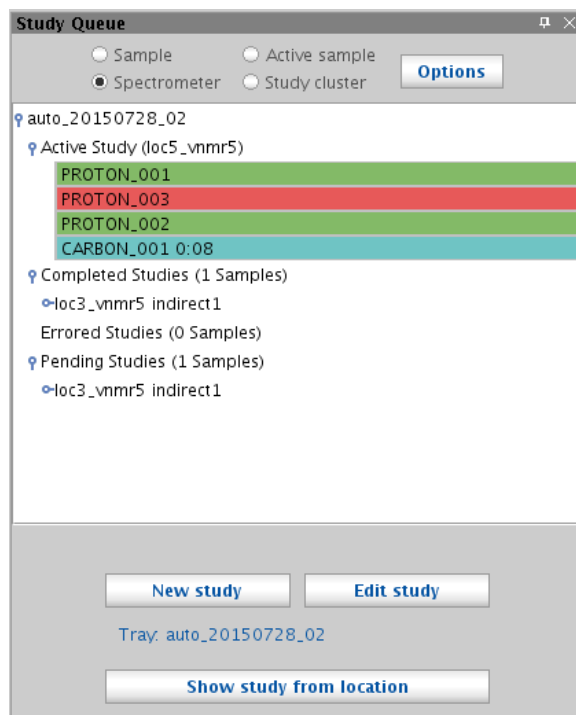 Study Queue
Sample Active sample
Spectrometer Study cluster Options
auto_20150728_02
Active Study (loc5_vnmr5)
PROTON_001
PROTON_003
PROTON_002
CARBON_001 0:08
Completed Studies (1 Samples)
loc3_vnmr5 indirect1
Errored Studies (0 Samples)
Pending Studies (1 Samples)
loc3_vnmr5 indirect1
New study Edit study
Tray: auto_20150728_02
Show study from location